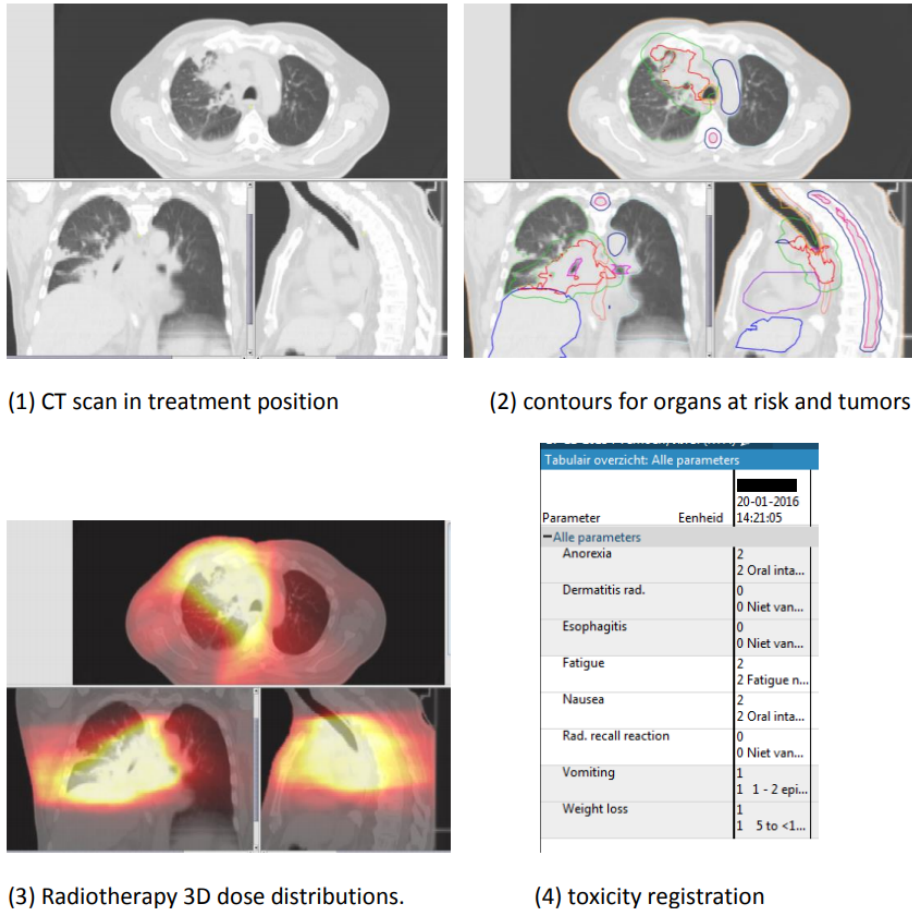 (1) CT scan in treatment position
(2) contours for organs at risk and tumors
Tabulair overzicht: Alle parameters
20-01-2016
Parameter Eenheid 14:21:05
Alle parameters
Anorexia 2
2 Oral inta...
Dermatitis rad. 0
0 Niet van...
Esophagitis 0
0 Niet van...
Fatigue 2
2 Fatigue n...
Nausea 2
2 Oral inta...
Rad. recall reaction 0
0 Niet van...
Vomiting 1
1 1 - 2 epi...
Weight loss 1
1 5 to <1...
(3) Radiotherapy 3D dose distributions.
(4) toxicity registration